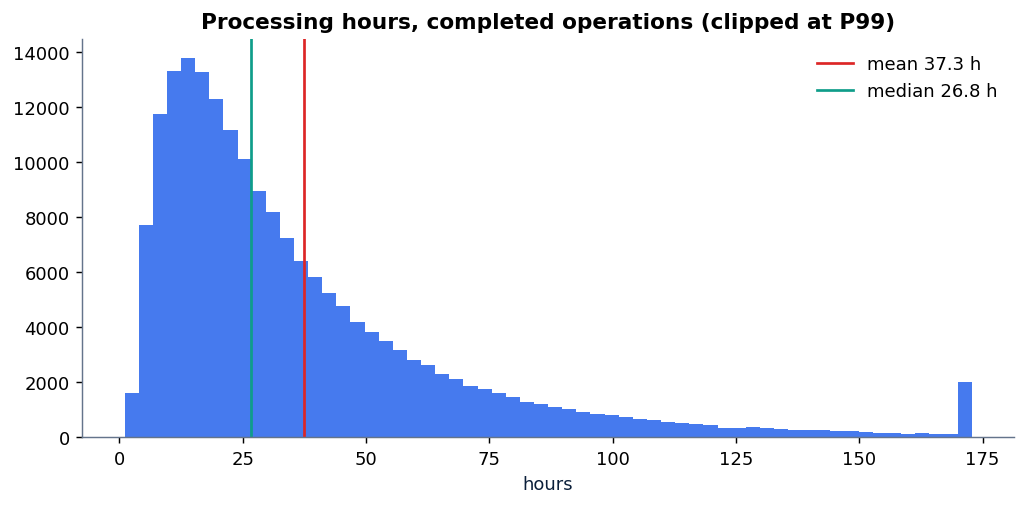 Processing hours, completed operations (clipped at P99)
mean 37.3 h
median 26.8 h
14000
12000
10000
8000
6000
4000
2000
0
0 25 50 75 100 125 150 175
hours